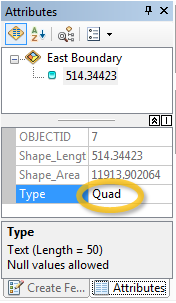 Attributes
East Boundary
514.34423
OBJECTID 7
Shape_Lengt 514.34423
Shape_Area 11913.902064
Type Quad
Type
Text (Length = 50)
Null values allowed
Create Fe... Attributes